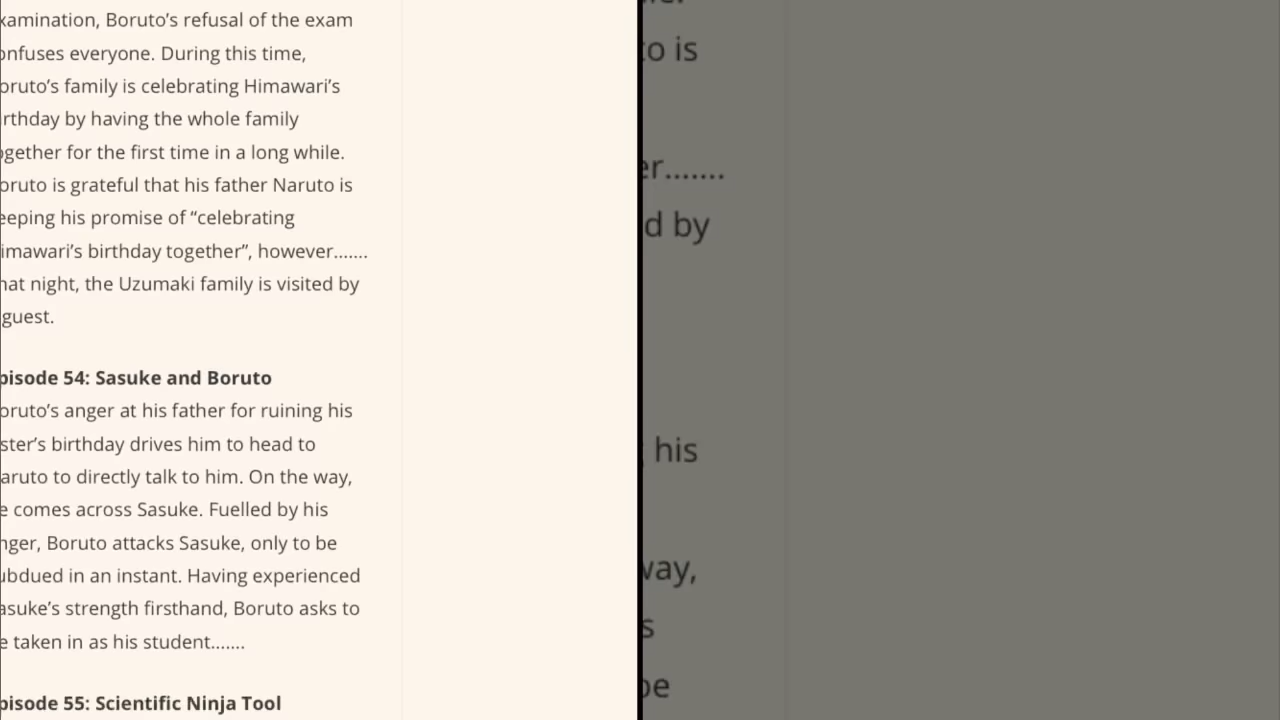 xamination, Boruto’s refusal of the exam
onfuses everyone. During this time,
oruto’s family is celebrating Himawari’s
rthday by having the whole family
ogether for the first time in a long while.
oruto is grateful that his father Naruto is
eeping his promise of “celebrating
imawari’s birthday together”, however.......
hat night, the Uzumaki family is visited by
guest.
pisode 54: Sasuke and Boruto
oruto’s anger at his father for ruining his
ster’s birthday drives him to head to
aruto to directly talk to him. On the way,
e comes across Sasuke. Fuelled by his
nger, Boruto attacks Sasuke, only to be
ubdued in an instant. Having experienced
asuke’s strength firsthand, Boruto asks to
e taken in as his student.......
pisode 55: Scientific Ninja Tool
to is
er.......
d by
his
way,
s
be